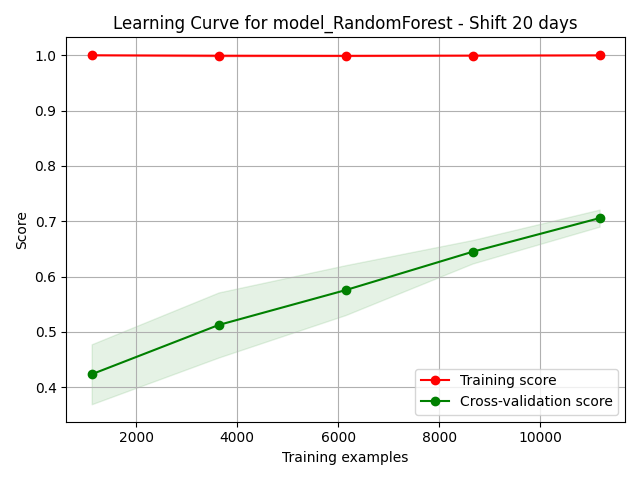 Learning Curve for model_RandomForest - Shift 20 days
Score
1.0
0.9
0.8
0.7
0.6
0.5
0.4
Training score
Cross-validation score
2000 4000 6000 8000 10000
Training examples